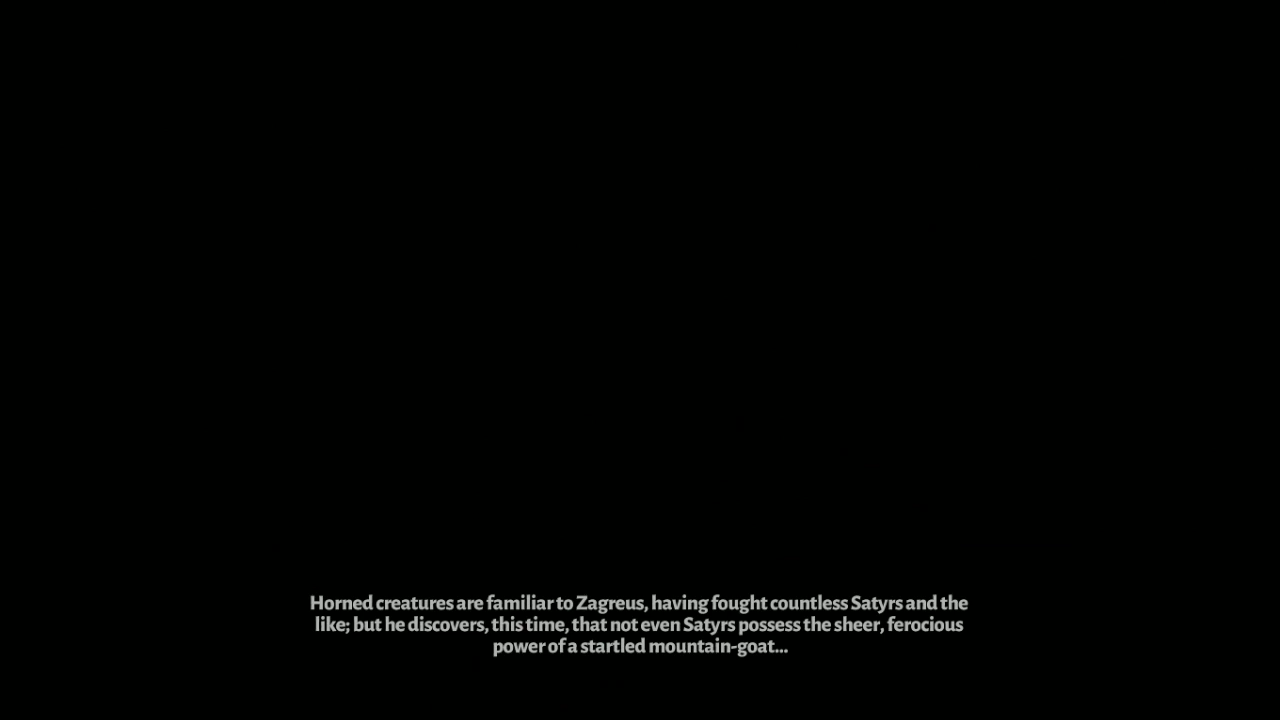 Horned creatures are familiar to Zagreus, having fought countless Satyrs and the
like; but he discovers, this time, that not even Satyrs possess the sheer, ferocious
power of a startled mountain-goat...